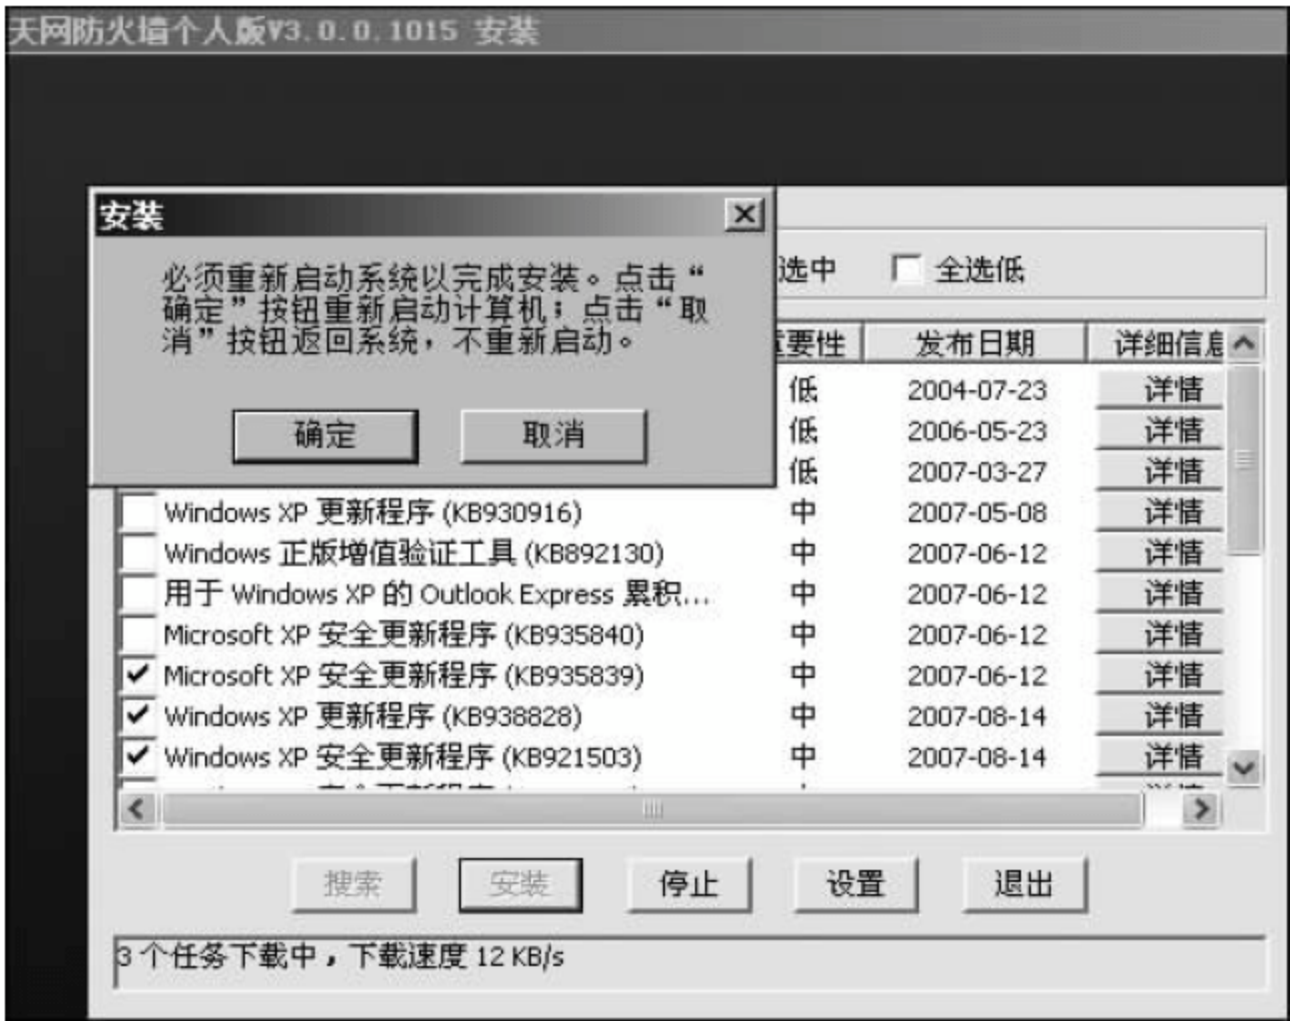 天网防火墙个人版V3.0.0.1015 安装
安装
必须重新启动系统以完成安装。点击“
确定”按钮重新启动计算机；点击“取
消”按钮返回系统，不重新启动。
确定 取消
选中 全选低
要性 发布日期 详细信息
低 2004-07-23 详情
低 2006-05-23 详情
低 2007-03-27 详情
Windows XP 更新程序 (KB930916) 中 2007-05-08 详情
Windows 正版增值验证工具 (KB892130) 中 2007-06-12 详情
用于 Windows XP 的 Outlook Express 累积... 中 2007-06-12 详情
Microsoft XP 安全更新程序 (KB935840) 中 2007-06-12 详情
Microsoft XP 安全更新程序 (KB935839) 中 2007-06-12 详情
Windows XP 更新程序 (KB938828) 中 2007-08-14 详情
Windows XP 安全更新程序 (KB921503) 中 2007-08-14 详情
搜索 安装 停止 设置 退出
3 个任务下载中，下载速度 12 KB/s